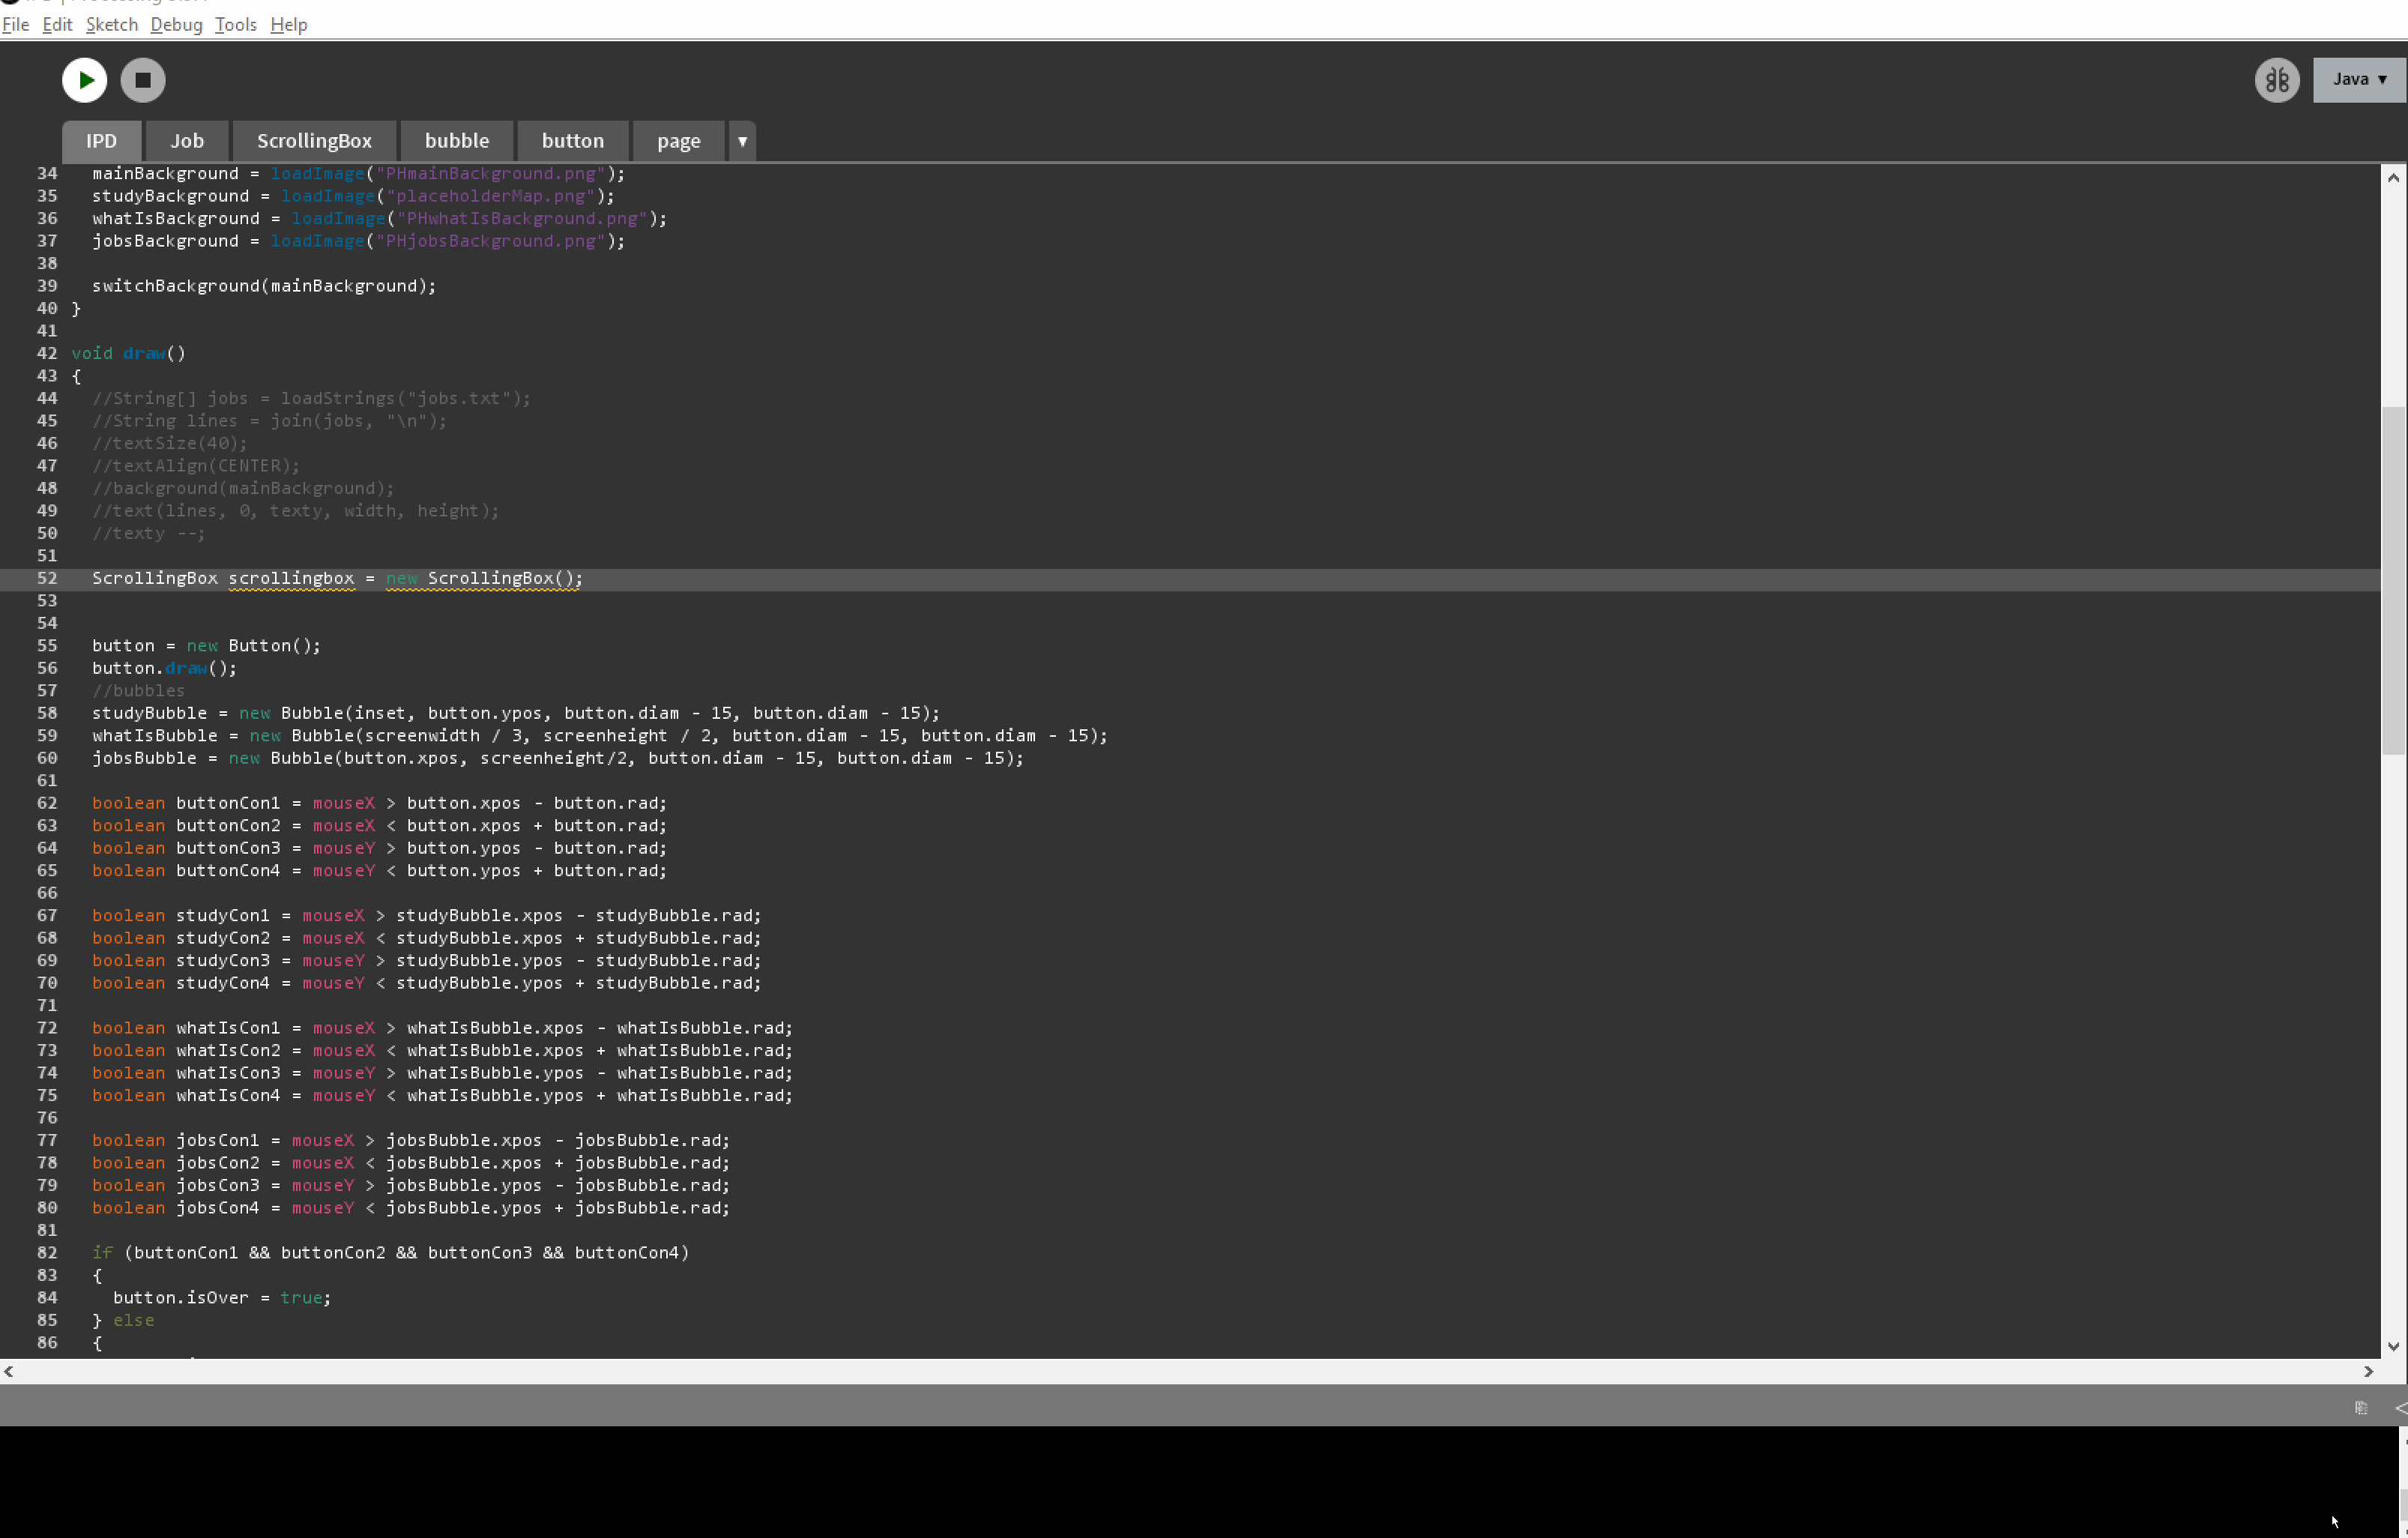 File Edit Sketch Debug Tools Help
Java ▼
IPD Job ScrollingBox bubble button page ▼
34 mainBackground = loadImage("PHmainBackground.png");
35 studyBackground = loadImage("placeholderMap.png");
36 whatIsBackground = loadImage("PHwhatIsBackground.png");
37 jobsBackground = loadImage("PHjobsBackground.png");
38
39 switchBackground(mainBackground);
40 }
41
42 void draw()
43 {
44 //String[] jobs = loadStrings("jobs.txt");
45 //String lines = join(jobs, "\n");
46 //textSize(40);
47 //textAlign(CENTER);
48 //background(mainBackground);
49 //text(lines, 0, texty, width, height);
50 //texty --;
51
52 ScrollingBox scrollingbox = new ScrollingBox();
53
54
55 button = new Button();
56 button.draw();
57 //bubbles
58 studyBubble = new Bubble(inset, button.ypos, button.diam - 15, button.diam - 15);
59 whatIsBubble = new Bubble(screenwidth / 3, screenheight / 2, button.diam - 15, button.diam - 15);
60 jobsBubble = new Bubble(button.xpos, screenheight/2, button.diam - 15, button.diam - 15);
61
62 boolean buttonCon1 = mouseX > button.xpos - button.rad;
63 boolean buttonCon2 = mouseX < button.xpos + button.rad;
64 boolean buttonCon3 = mouseY > button.ypos - button.rad;
65 boolean buttonCon4 = mouseY < button.ypos + button.rad;
66
67 boolean studyCon1 = mouseX > studyBubble.xpos - studyBubble.rad;
68 boolean studyCon2 = mouseX < studyBubble.xpos + studyBubble.rad;
69 boolean studyCon3 = mouseY > studyBubble.ypos - studyBubble.rad;
70 boolean studyCon4 = mouseY < studyBubble.ypos + studyBubble.rad;
71
72 boolean whatIsCon1 = mouseX > whatIsBubble.xpos - whatIsBubble.rad;
73 boolean whatIsCon2 = mouseX < whatIsBubble.xpos + whatIsBubble.rad;
74 boolean whatIsCon3 = mouseY > whatIsBubble.ypos - whatIsBubble.rad;
75 boolean whatIsCon4 = mouseY < whatIsBubble.ypos + whatIsBubble.rad;
76
77 boolean jobsCon1 = mouseX > jobsBubble.xpos - jobsBubble.rad;
78 boolean jobsCon2 = mouseX < jobsBubble.xpos + jobsBubble.rad;
79 boolean jobsCon3 = mouseY > jobsBubble.ypos - jobsBubble.rad;
80 boolean jobsCon4 = mouseY < jobsBubble.ypos + jobsBubble.rad;
81
82 if (buttonCon1 && buttonCon2 && buttonCon3 && buttonCon4)
83 {
84 button.isOver = true;
85 } else
86 {